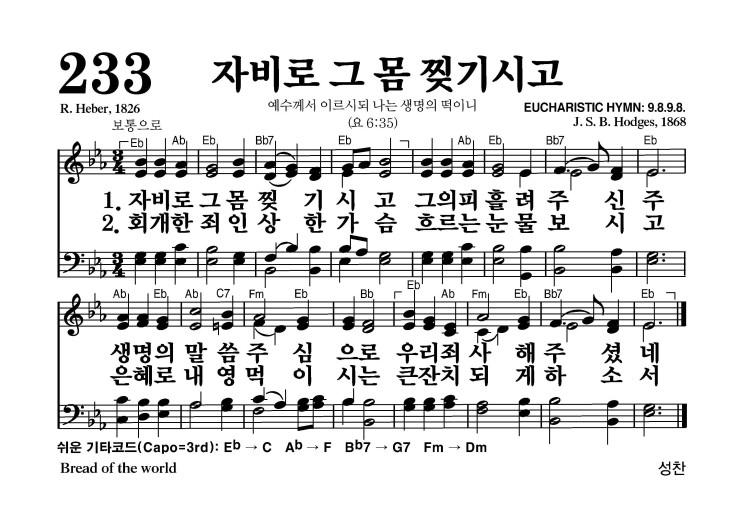 233 자비로 그 몸 찢기시고
R. Heber, 1826 예수께서 이르시되 나는 생명의 떡이니 EUCHARISTIC HYMN: 9.8.9.8.
보통으로 (요 6:35) J. S. B. Hodges, 1868
Eb Ab Eb Bb7 Eb Bb Eb Ab Eb Bb7 Eb
1. 자비로 그 몸 찢 기 시 고 그의피 흘 려 주 신 주
2. 회개한 죄 인 상 한 가 슴 흐르는 눈 물 보 시 고
Ab Eb Ab C7 Fm Eb Bb Eb Ab Fm Eb Bb7 Eb
생명의 말 씀 주 심 으로 우리죄 사 해 주 셨 네
은혜로 내 영 먹 이 시는 큰잔치 되 게 하 소 서
쉬운 기타코드(Capo=3rd): Eb → C Ab → F Bb7 → G7 Fm → Dm
Bread of the world 성찬